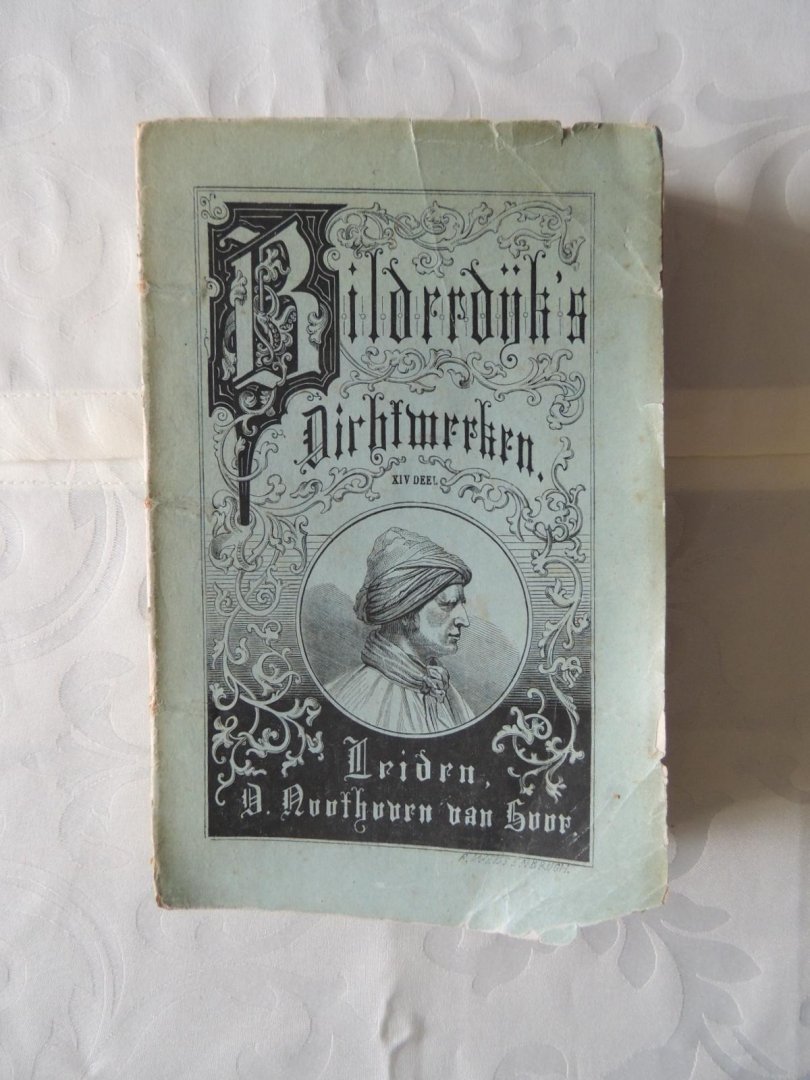 Bilderdijk's
Dichtwerken.
XIV DEEL
Leiden,
D. Noothoven van Goor.